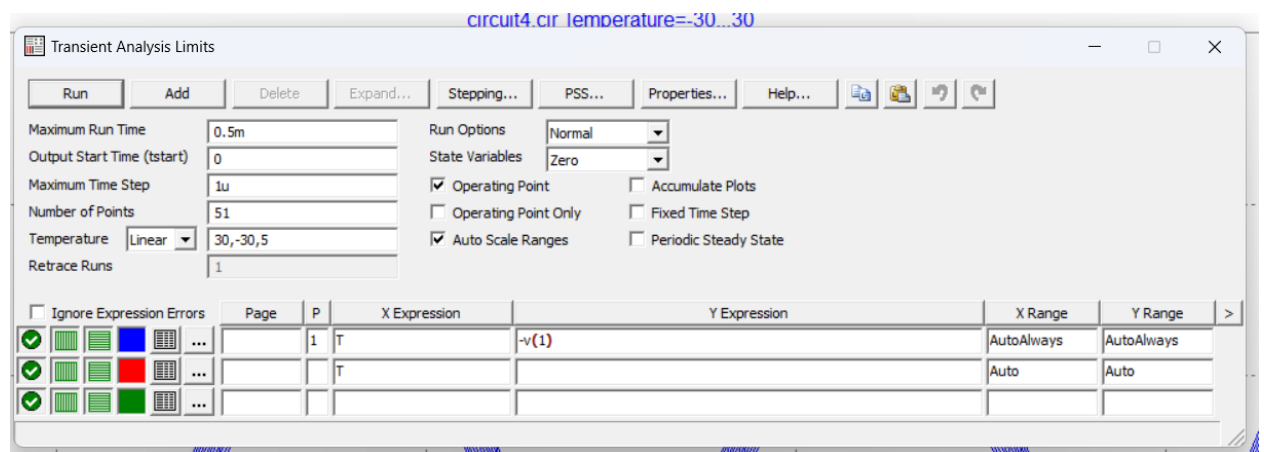 circuit4.cir Temperature=-30...30
Transient Analysis Limits
Run Add Delete Expand... Stepping... PSS... Properties... Help...
Maximum Run Time 0.5m Run Options Normal
Output Start Time (tstart) 0 State Variables Zero
Maximum Time Step 1u Operating Point Accumulate Plots
Number of Points 51 Operating Point Only Fixed Time Step
Temperature Linear 30,-30,5 Auto Scale Ranges Periodic Steady State
Retrace Runs 1
Ignore Expression Errors Page P X Expression Y Expression X Range Y Range >
... 1 T -v(1) AutoAlways AutoAlways
... T Auto Auto
...